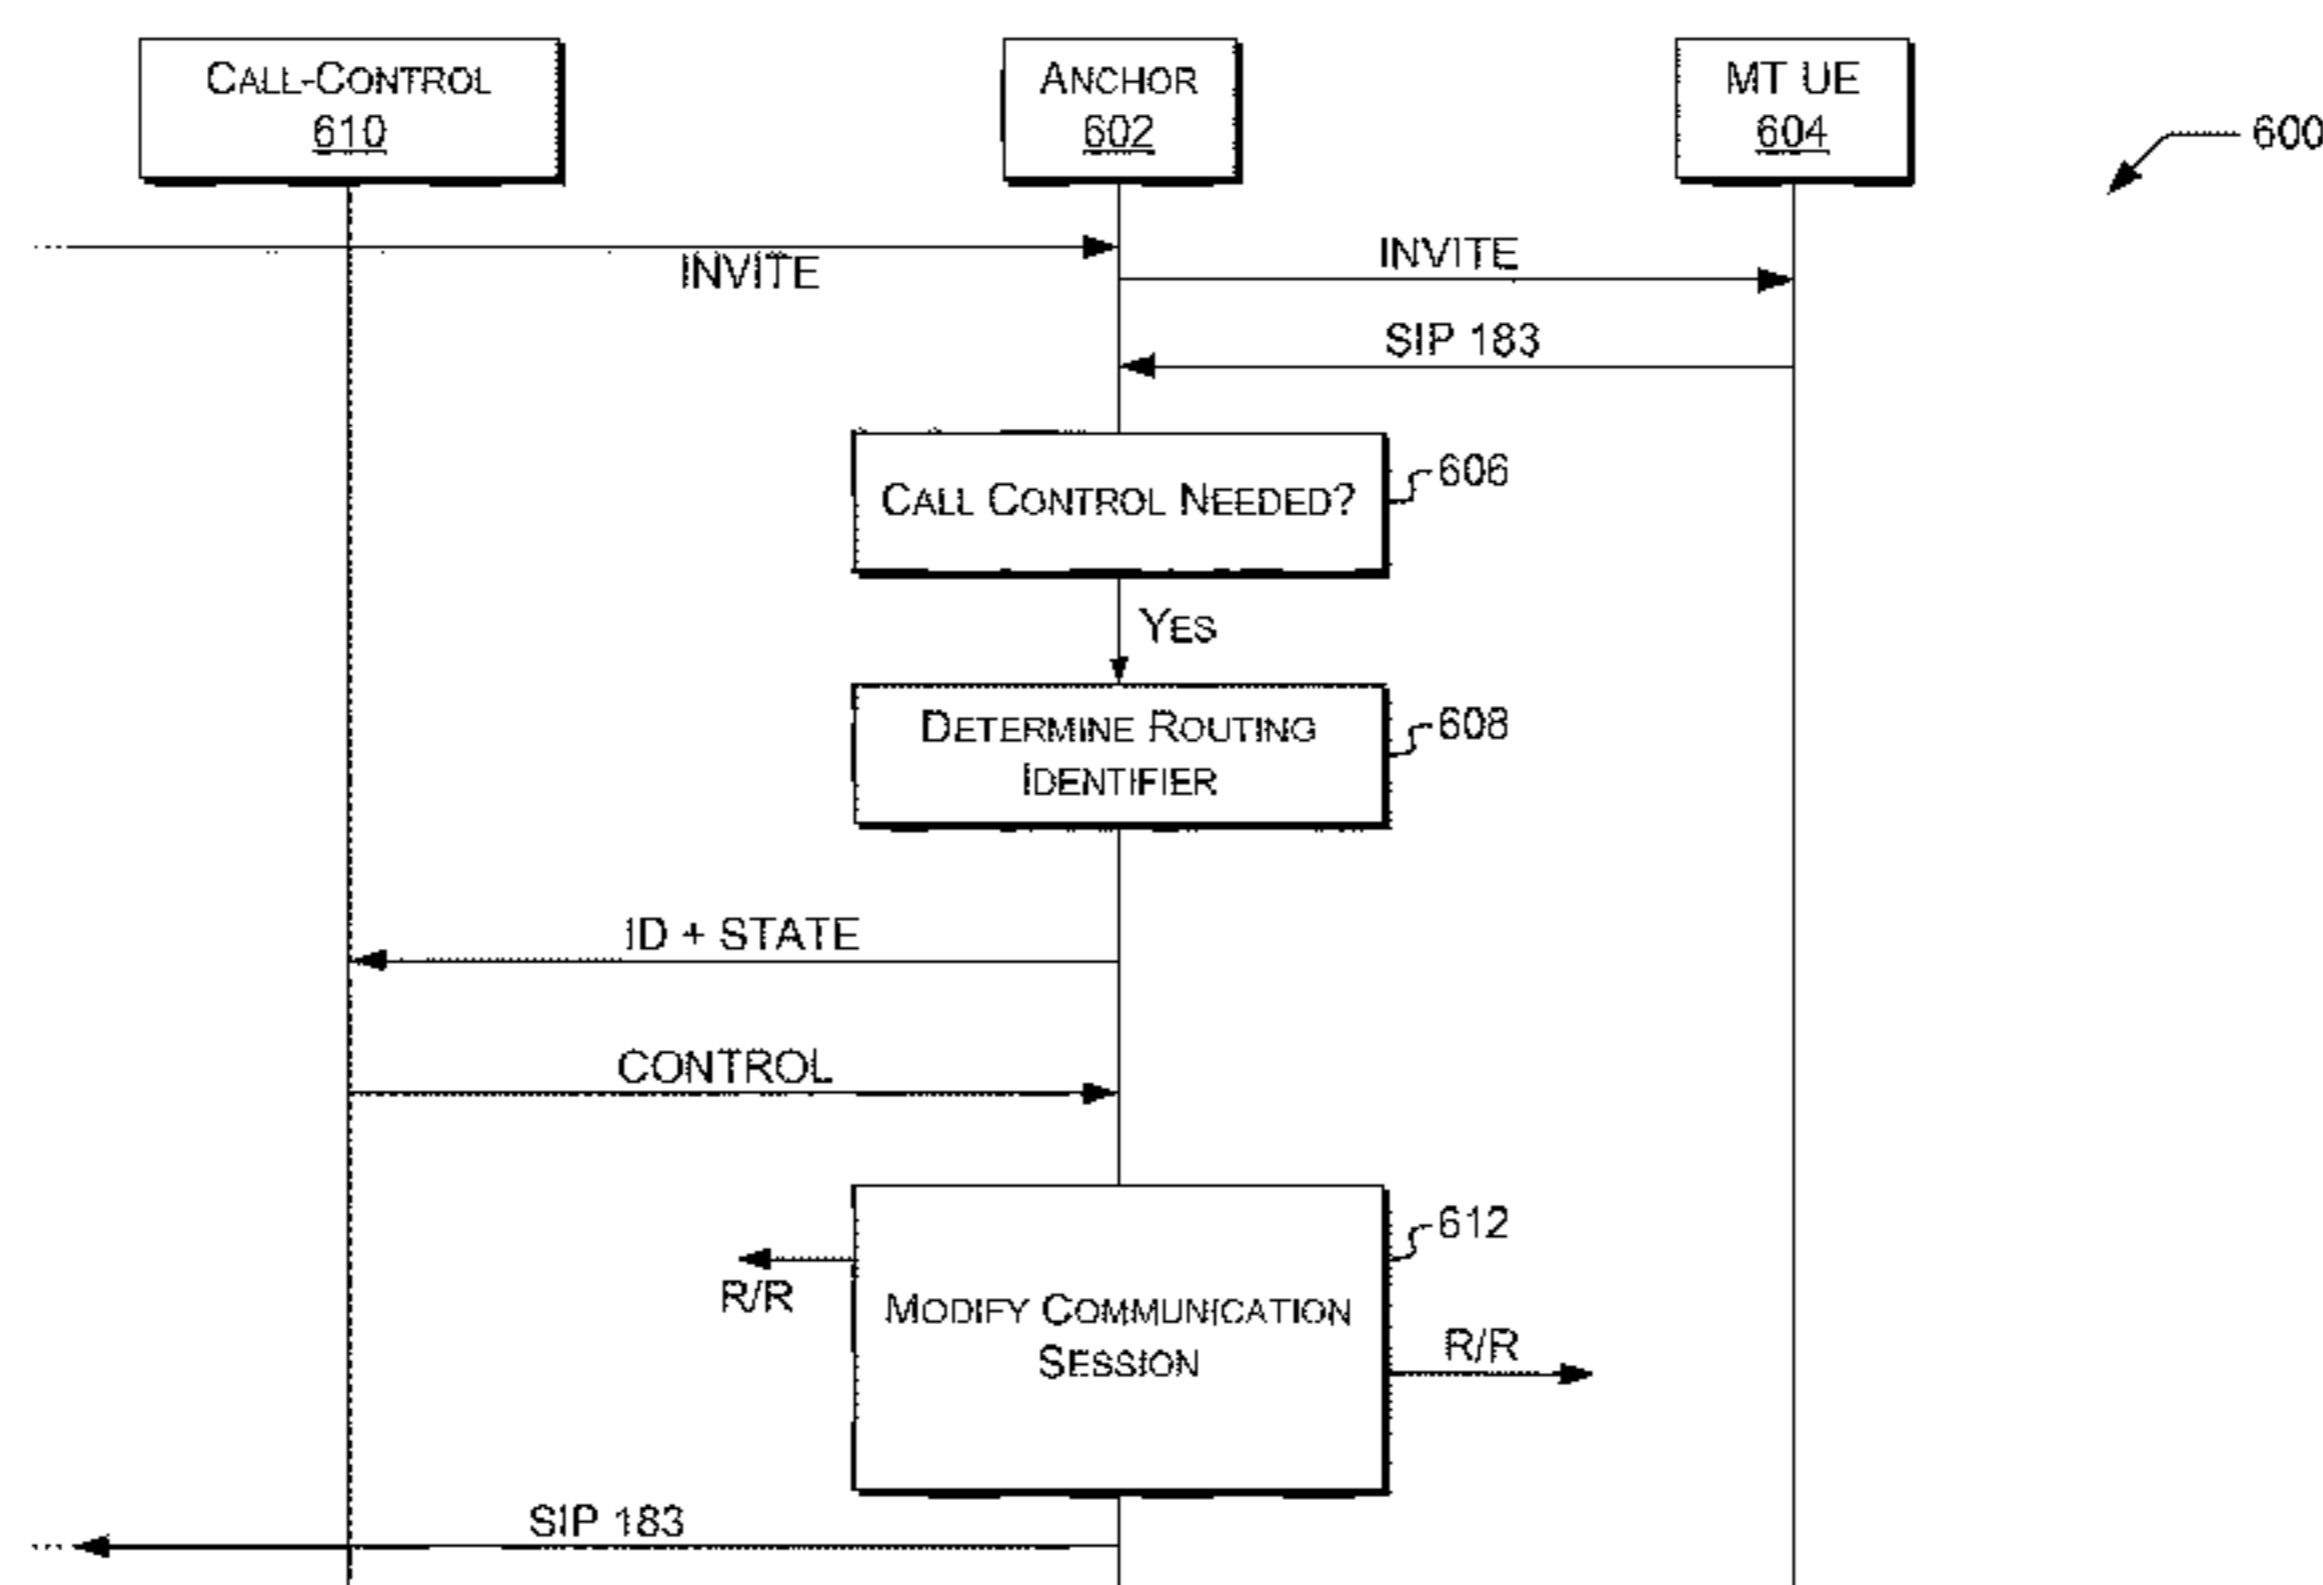 CALL-CONTROL
610
ANCHOR
602
MT UE
604
600
INVITE
INVITE
SIP 183
CALL CONTROL NEEDED?
606
YES
DETERMINE ROUTING
IDENTIFIER
608
ID + STATE
CONTROL
612
R/R
MODIFY COMMUNICATION
SESSION
R/R
SIP 183